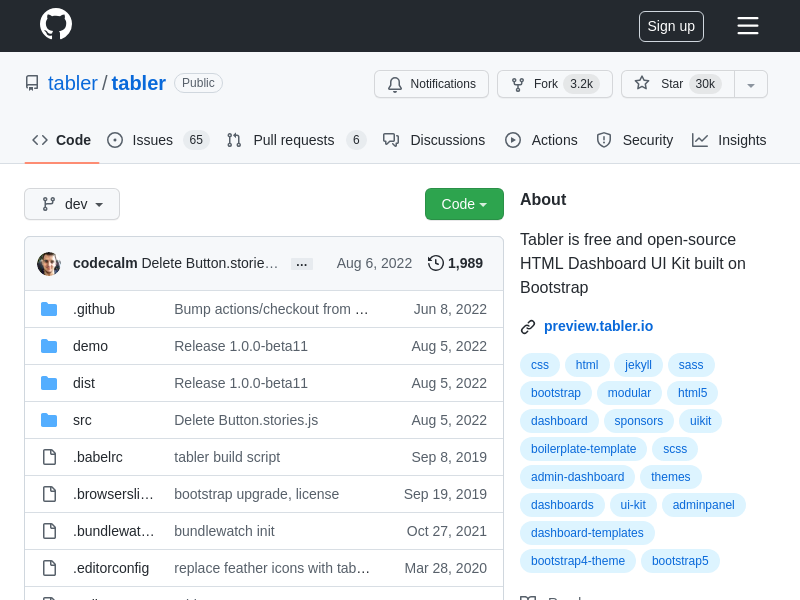 Sign up
tabler / tabler Public
Notifications Fork 3.2k Star 30k
Code Issues 65 Pull requests 6 Discussions Actions Security Insights
dev Code
codecalm Delete Button.storie… … Aug 6, 2022 1,989
.github Bump actions/checkout from … Jun 8, 2022
demo Release 1.0.0-beta11 Aug 5, 2022
dist Release 1.0.0-beta11 Aug 5, 2022
src Delete Button.stories.js Aug 5, 2022
.babelrc tabler build script Sep 8, 2019
.browsersli… bootstrap upgrade, license Sep 19, 2019
.bundlewat… bundlewatch init Oct 27, 2021
.editorconfig replace feather icons with tab… Mar 28, 2020
About
Tabler is free and open-source
HTML Dashboard UI Kit built on
Bootstrap
preview.tabler.io
css html jekyll sass
bootstrap modular html5
dashboard sponsors uikit
boilerplate-template scss
admin-dashboard themes
dashboards ui-kit adminpanel
dashboard-templates
bootstrap4-theme bootstrap5